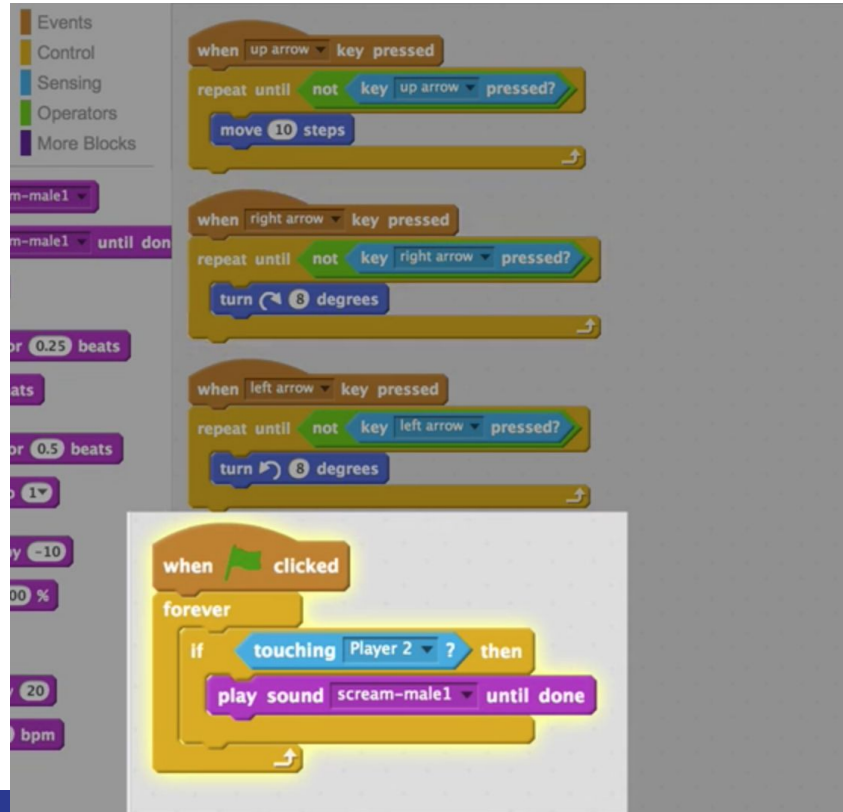 Events
Control
Sensing
Operators
More Blocks
m-male1
m-male1 until don
or 0.25 beats
ats
or 0.5 beats
o 1
y -10
00 %
20
bpm
when up arrow key pressed
repeat until not key up arrow pressed?
move 10 steps
when right arrow key pressed
repeat until not key right arrow pressed?
turn 8 degrees
when left arrow key pressed
repeat until not key left arrow pressed?
turn 8 degrees
when clicked
forever
if touching Player 2 ? then
play sound scream-male1 until done